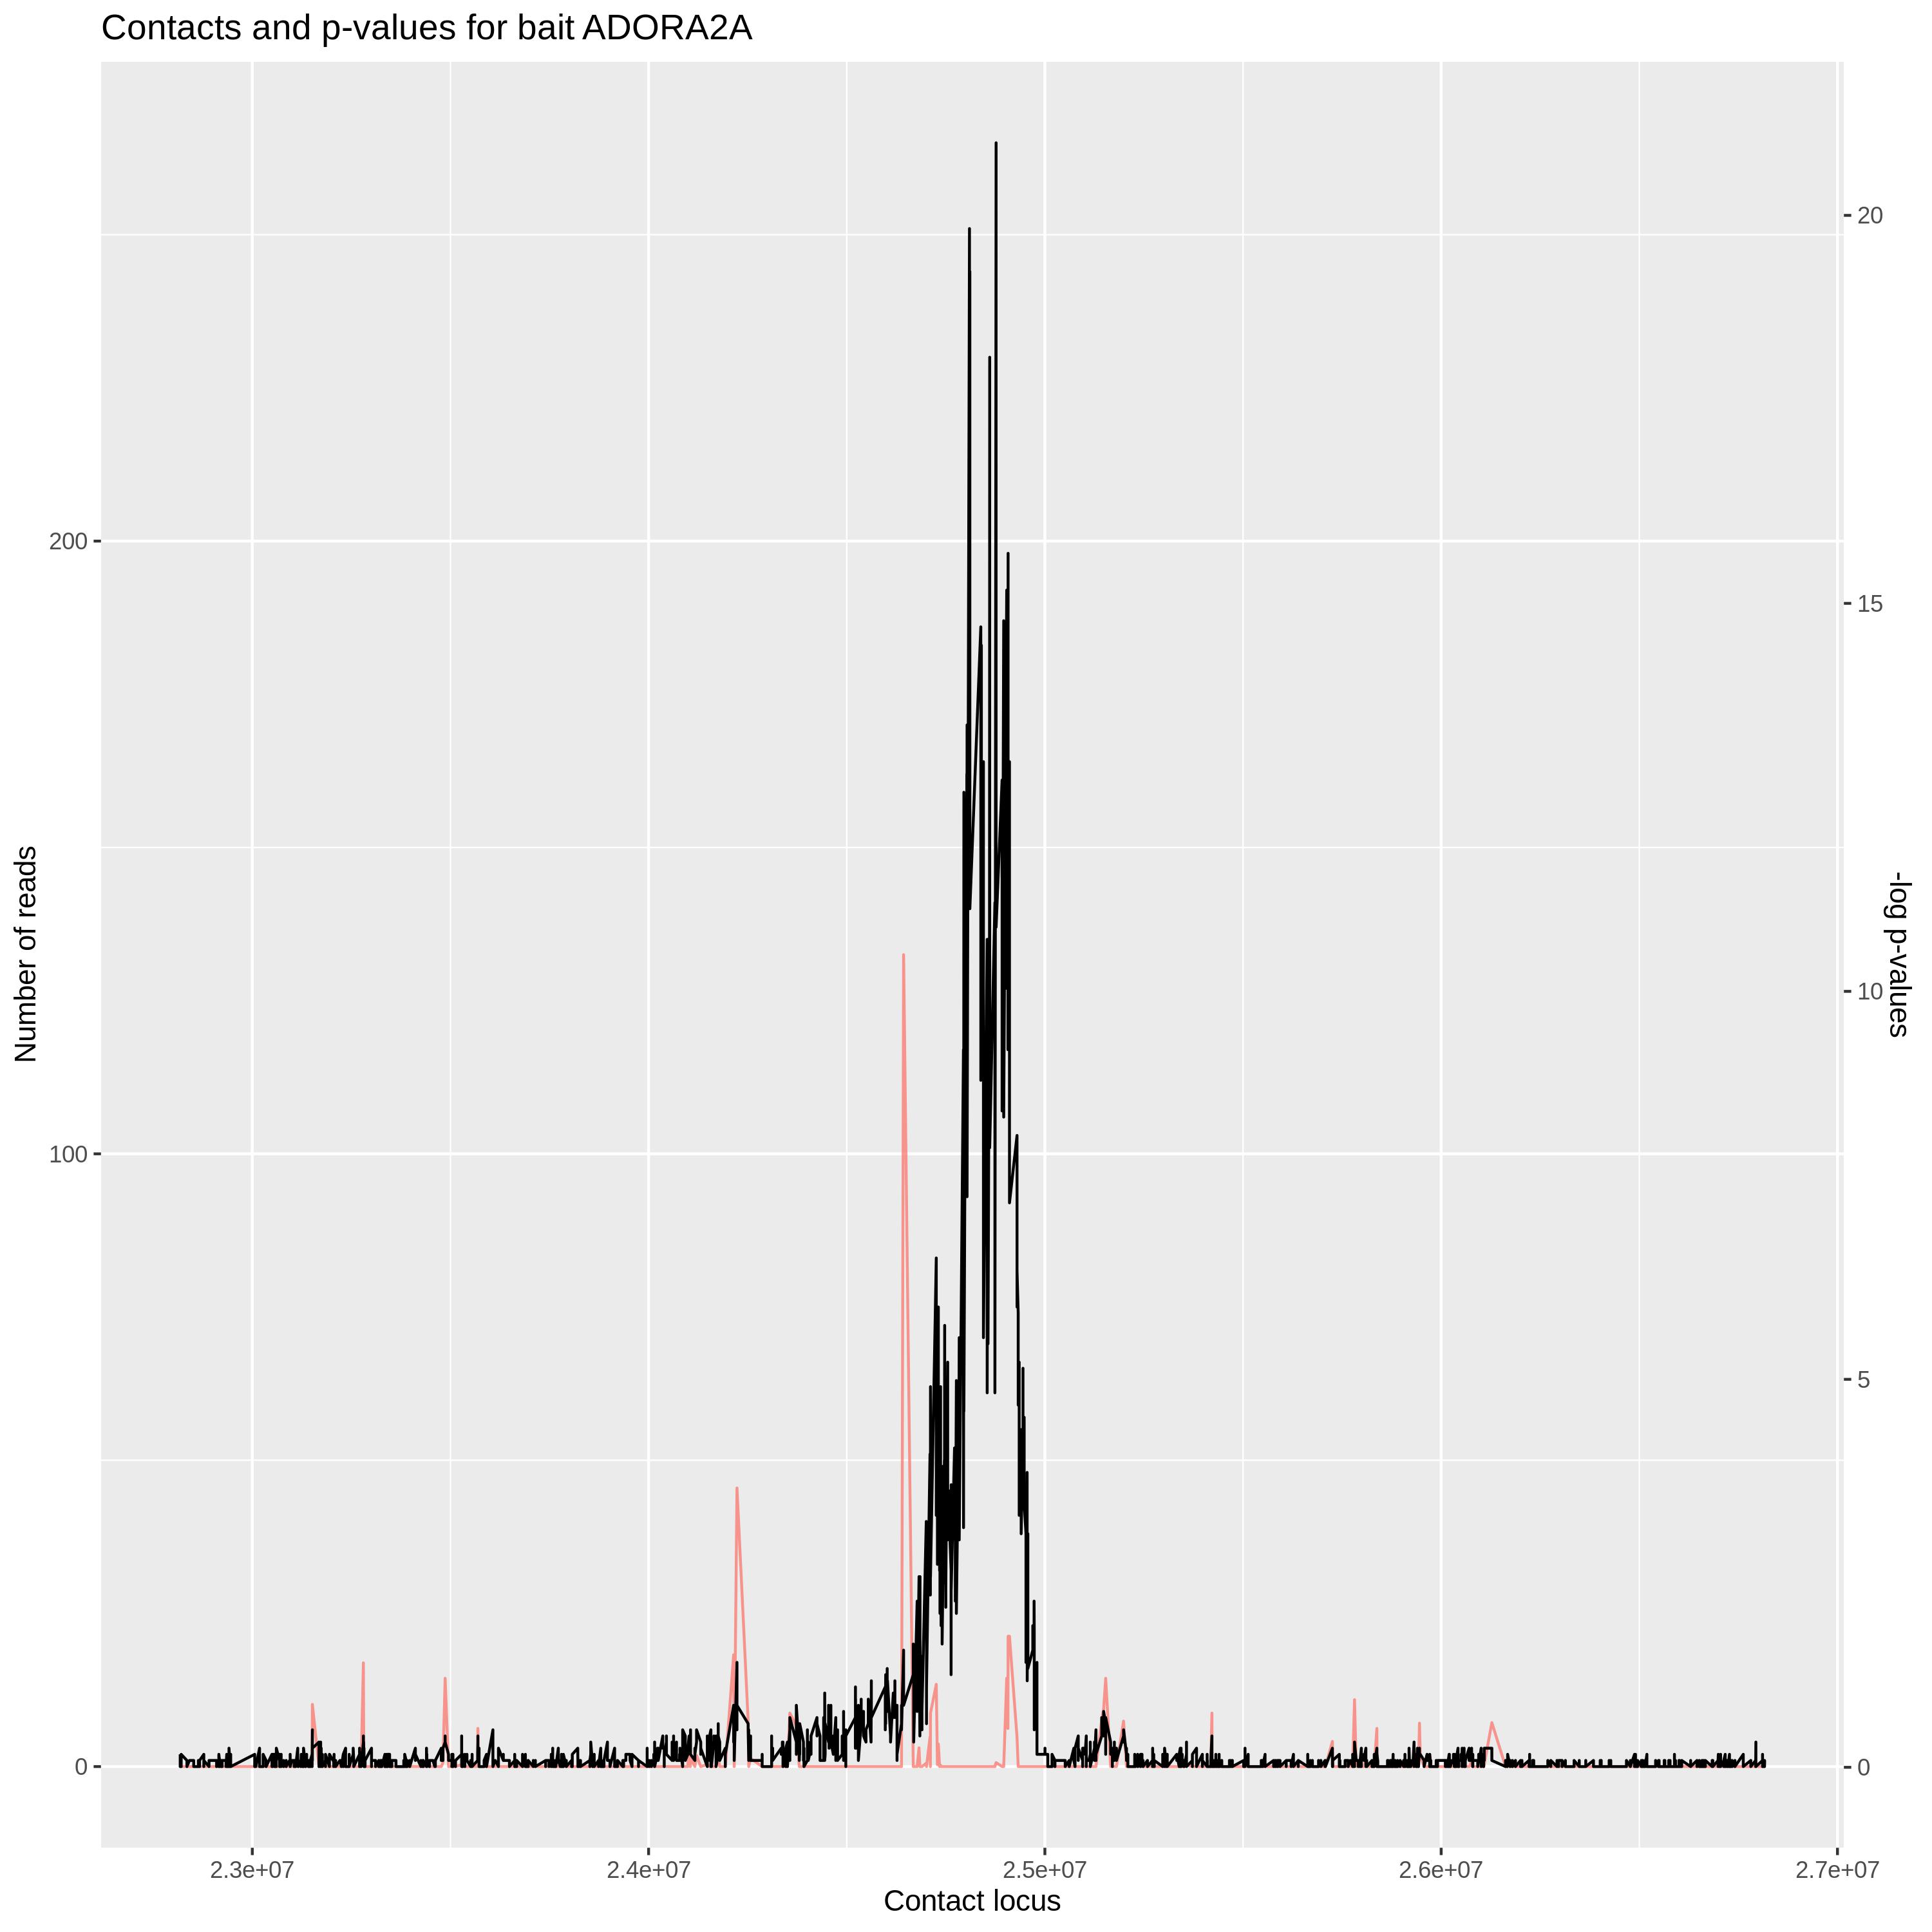 Contacts and p-values for bait ADORA2A
Number of reads
200
100
0
20
15
10
5
0
-log p-values
2.3e+07
2.4e+07
2.5e+07
2.6e+07
2.7e+07
Contact locus